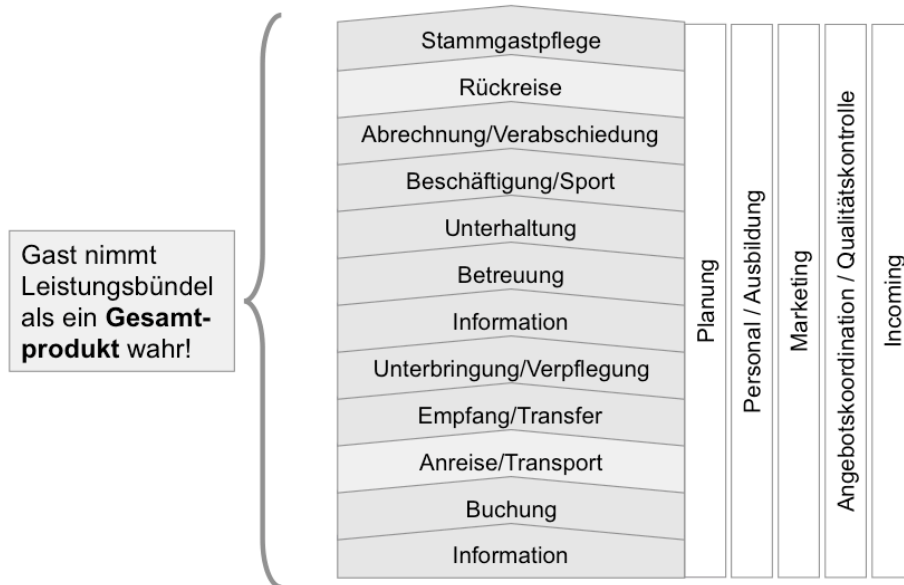 Gast nimmt
Leistungsbündel
als ein Gesamt-
produkt wahr!
Stammgastpflege
Rückreise
Abrechnung/Verabschiedung
Beschäftigung/Sport
Unterhaltung
Betreuung
Information
Unterbringung/Verpflegung
Empfang/Transfer
Anreise/Transport
Buchung
Information
Planung
Personal / Ausbildung
Marketing
Angebotskoordination / Qualitätskontrolle
Incoming